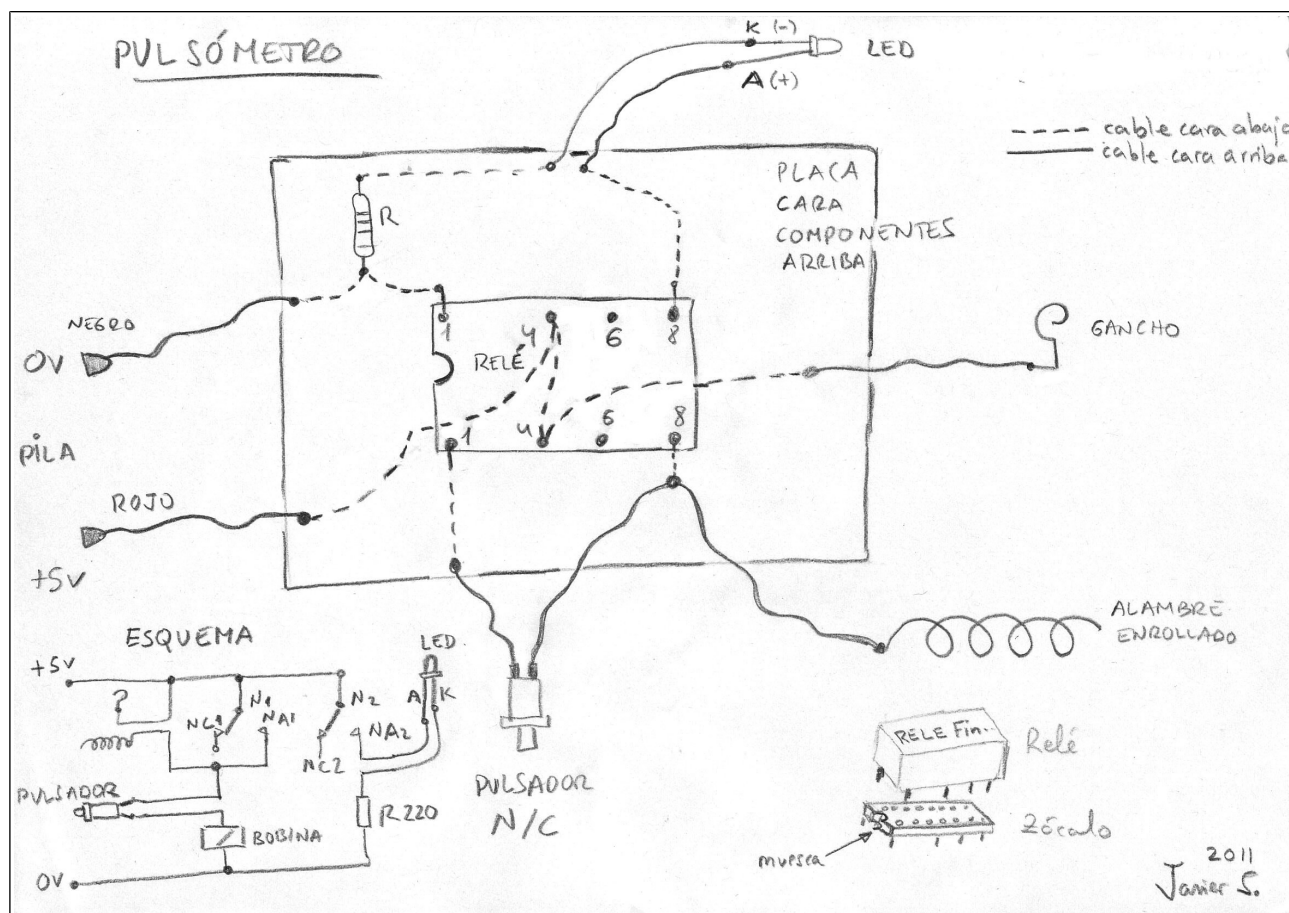 PULSÓMETRO
K (-)
LED
A (+)
cable cara abajo
cable cara arriba
PLACA
CARA
COMPONENTES
ARRIBA
R
NEGRO
0V
1
4
6
8
RELÉ
GANCHO
1
4
6
8
PILA
ROJO
+5V
ALAMBRE
ENROLLADO
ESQUEMA
LED
+5V
A
K
N1
N2
NC1
NA1
NA2
NC2
PULSADOR
R 220
BOBINA
0V
PULSADOR
N/C
RELE Fin..
Relé
Zócalo
muesca
2011
Javier S.